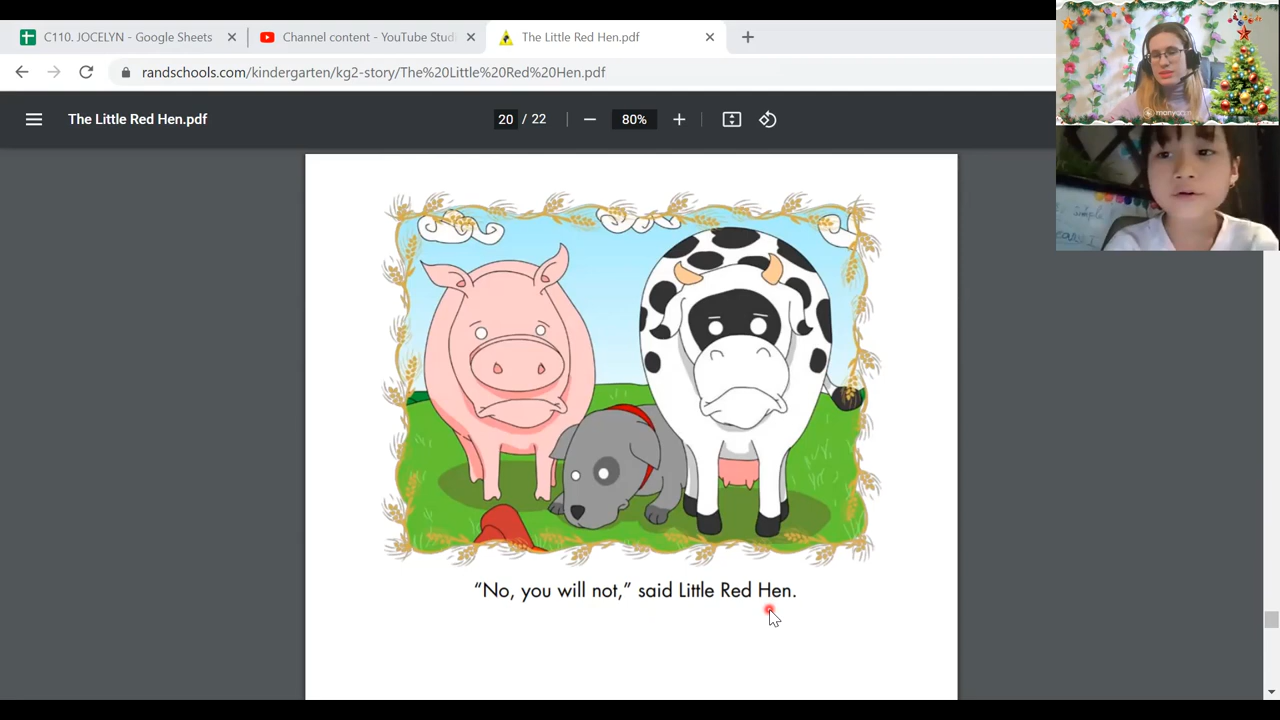 C110. JOCELYN - Google Sheets
Channel content - YouTube Stud
The Little Red Hen.pdf
randschools.com/kindergarten/kg2-story/The%20Little%20Red%20Hen.pdf
The Little Red Hen.pdf
20 / 22
80%
"No, you will not," said Little Red Hen.